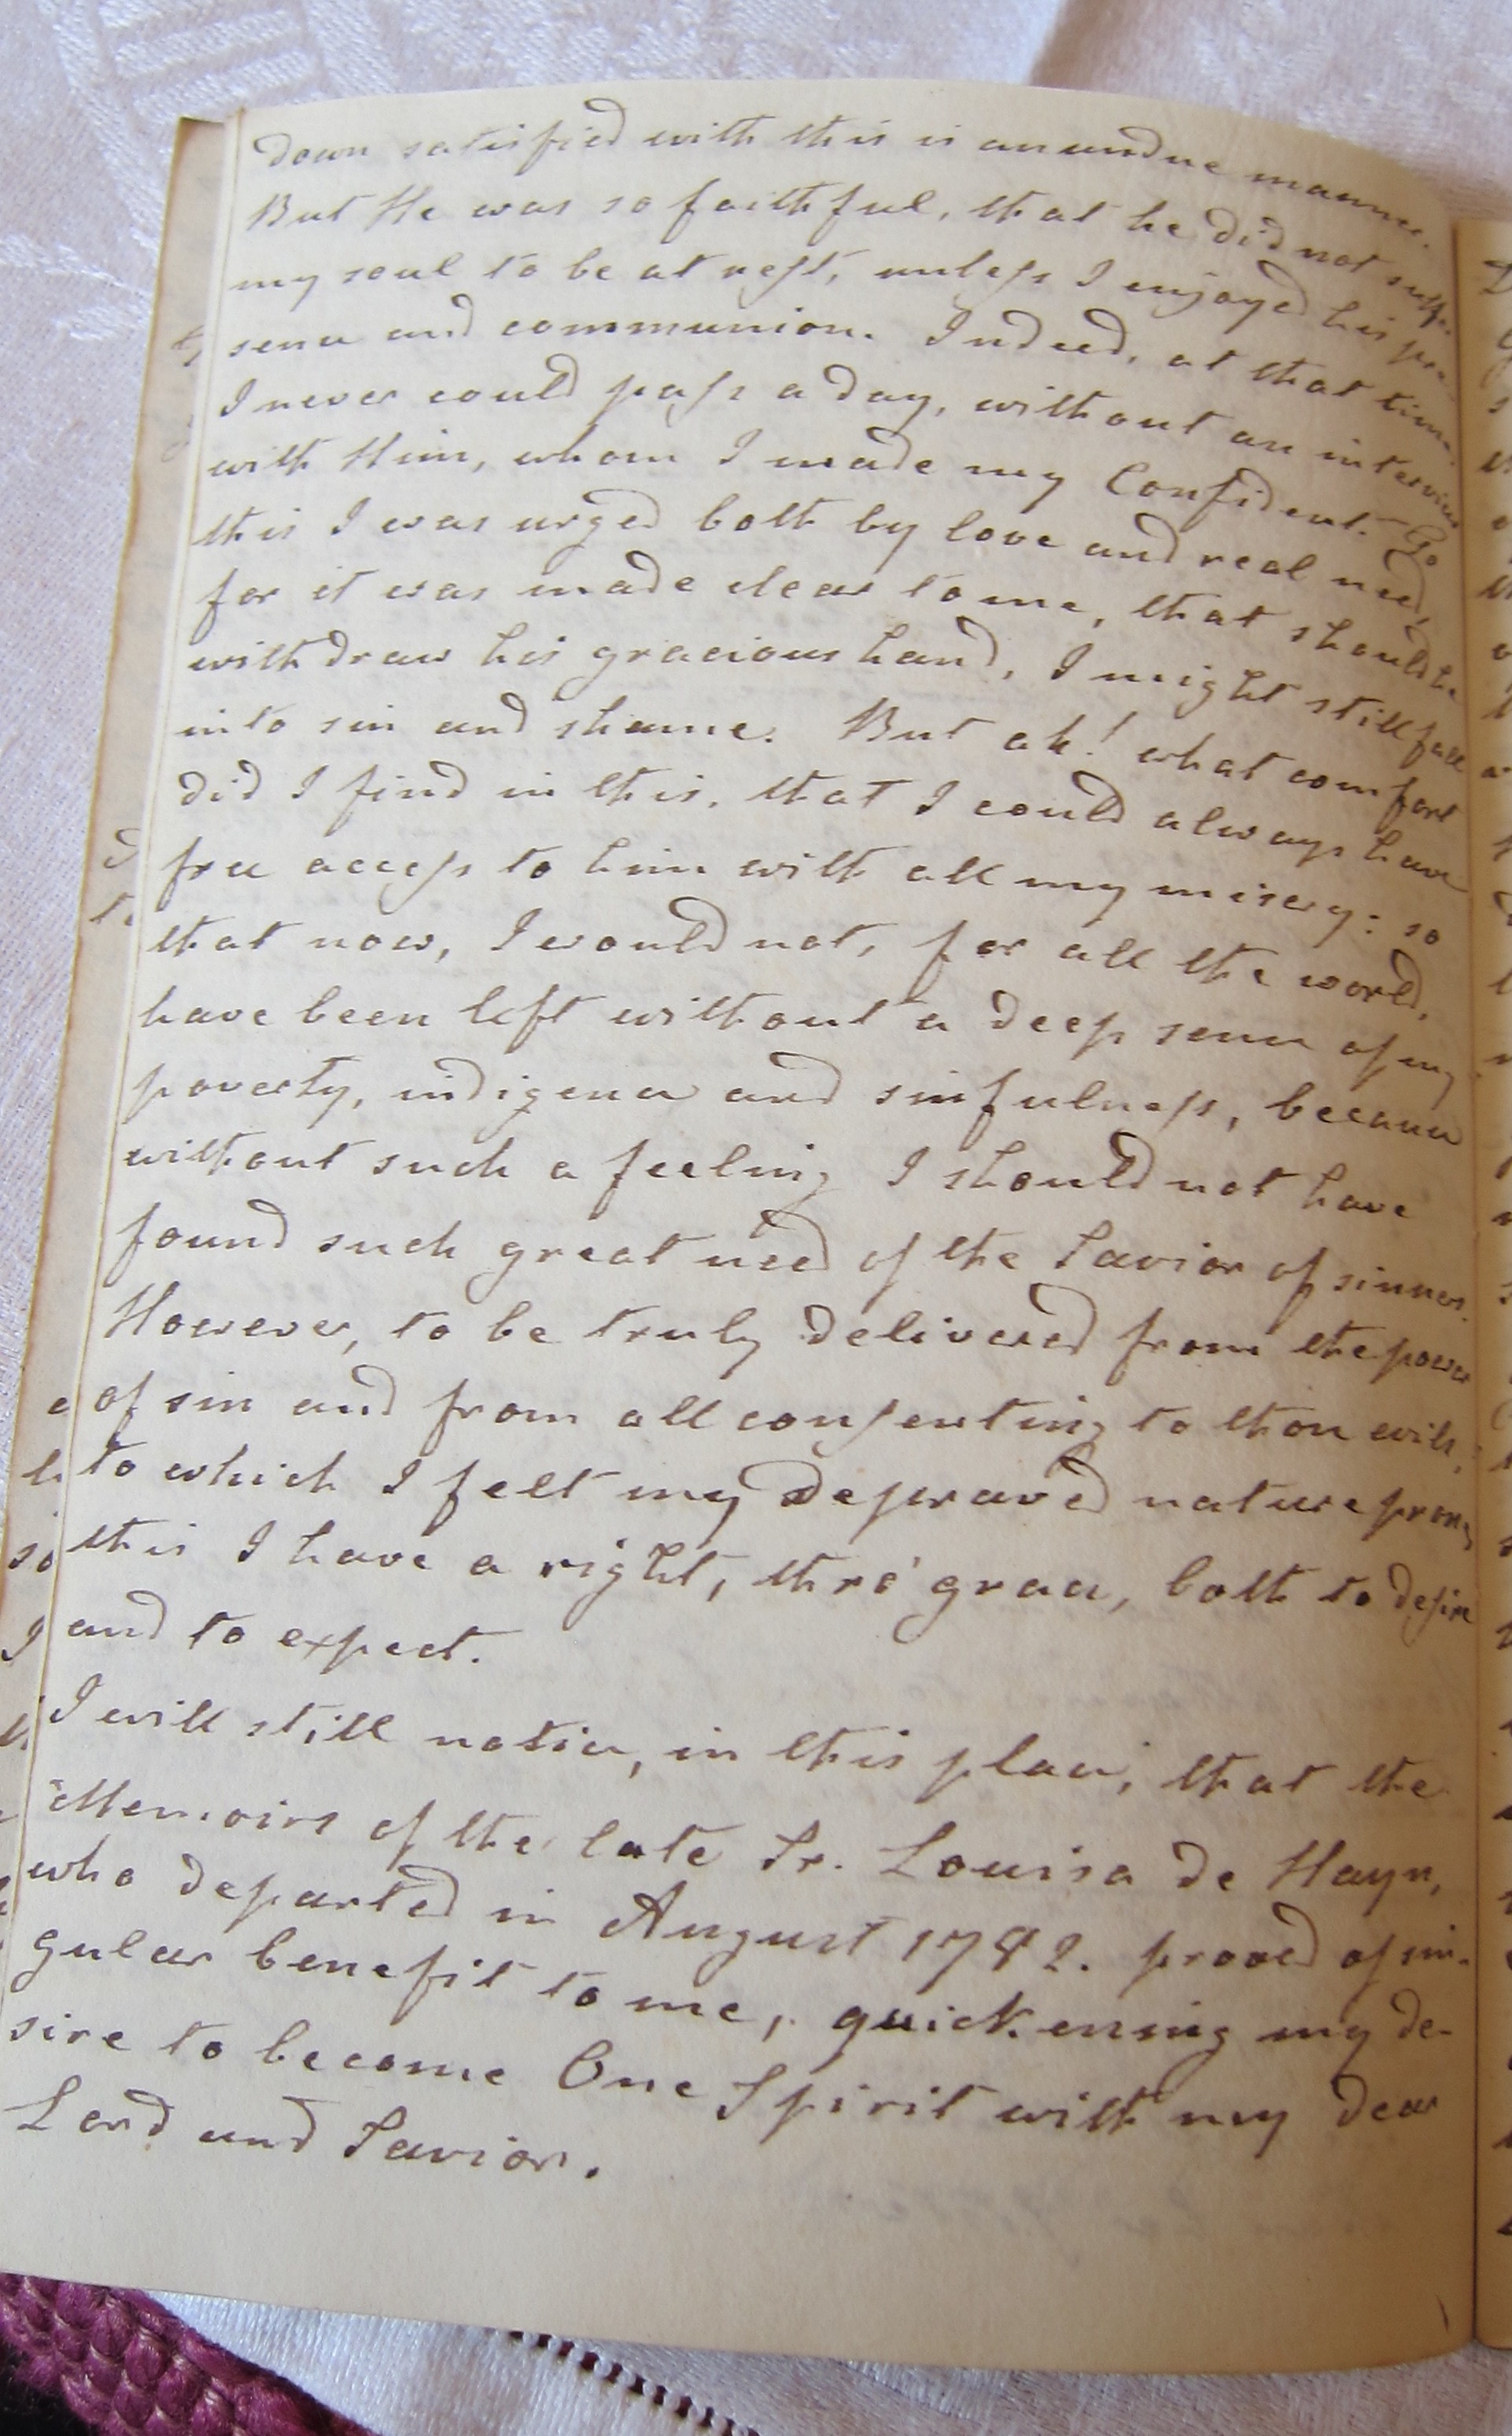 down satisfied with this in an undue manner.
But He was so faithful, that he did not suffer
my soul to be at rest, unless I enjoyed his pre-
sence and communion. Indeed, at that time
I never could pass a day, without an interview
with Him, whom I made my Confident. To
this I was urged both by love and real need,
for it was made clear to me, that should he
withdraw his gracious hand, I might still fall
into sin and shame. But ah! what comfort
did I find in this, that I could always have
free access to him with all my misery: so
that now, I would not, for all the world,
have been left without a deep sense of my
poverty, indigence and sinfulness, because
without such a feeling I should not have
found such great need of the Savior of sinners.
However, to be truly delivered from the power
of sin and from all consenting to those evils,
to which I felt my depraved nature prone,
this I have a right, thro' grace, both to desire
and to expect.
I will still notice, in this place, that the
Memoirs of the late Sr. Louisa de Hayn,
who departed in August 1782. proved of sin-
gular benefit to me, quickening my de-
sire to become One Spirit with my dear
Lord and Savior.